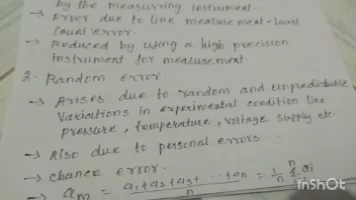 by the measuring instrument.
→ Error due to line measurement - Least
Count error.
→ Reduced by using a high precision
instrument for measurement.
2. Random error.
→ Arises due to random and unpredictable
Variations in experimental condition like
pressure, temperature, voltage supply etc.
→ Also due to personal errors.
→ chance error.
→ am = a1+a2+a3+ ... +an / n = 1/n Σ ai
InShOt